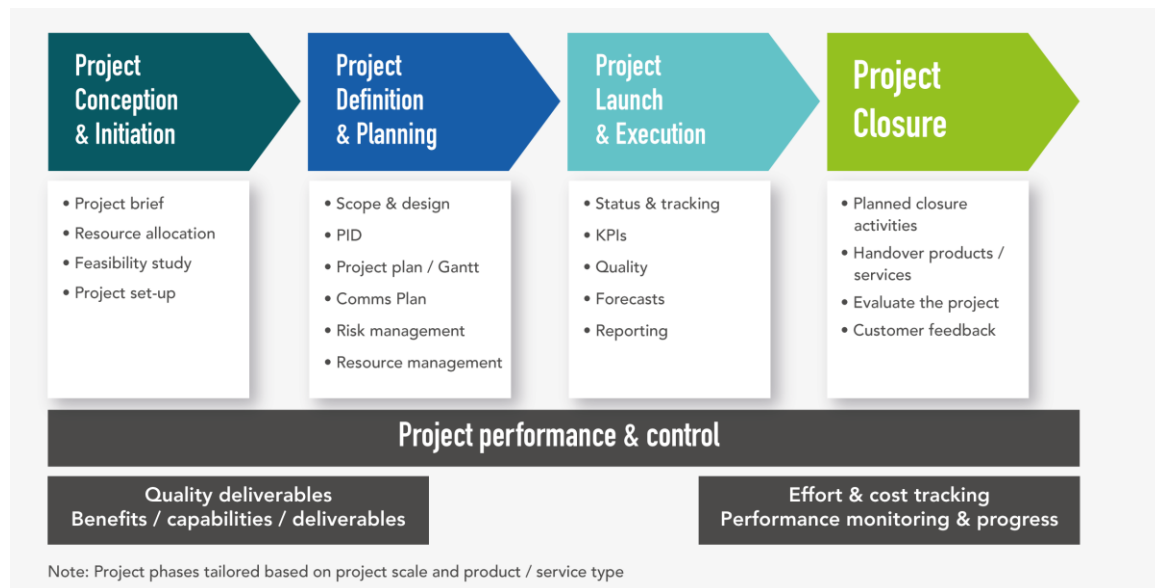 Project
Conception
& Initiation
• Project brief
• Resource allocation
• Feasibility study
• Project set-up
Project
Definition
& Planning
• Scope & design
• PID
• Project plan / Gantt
• Comms Plan
• Risk management
• Resource management
Project
Launch
& Execution
• Status & tracking
• KPIs
• Quality
• Forecasts
• Reporting
Project
Closure
• Planned closure
activities
• Handover products /
services
• Evaluate the project
• Customer feedback
Project performance & control
Quality deliverables
Benefits / capabilities / deliverables
Effort & cost tracking
Performance monitoring & progress
Note: Project phases tailored based on project scale and product / service type